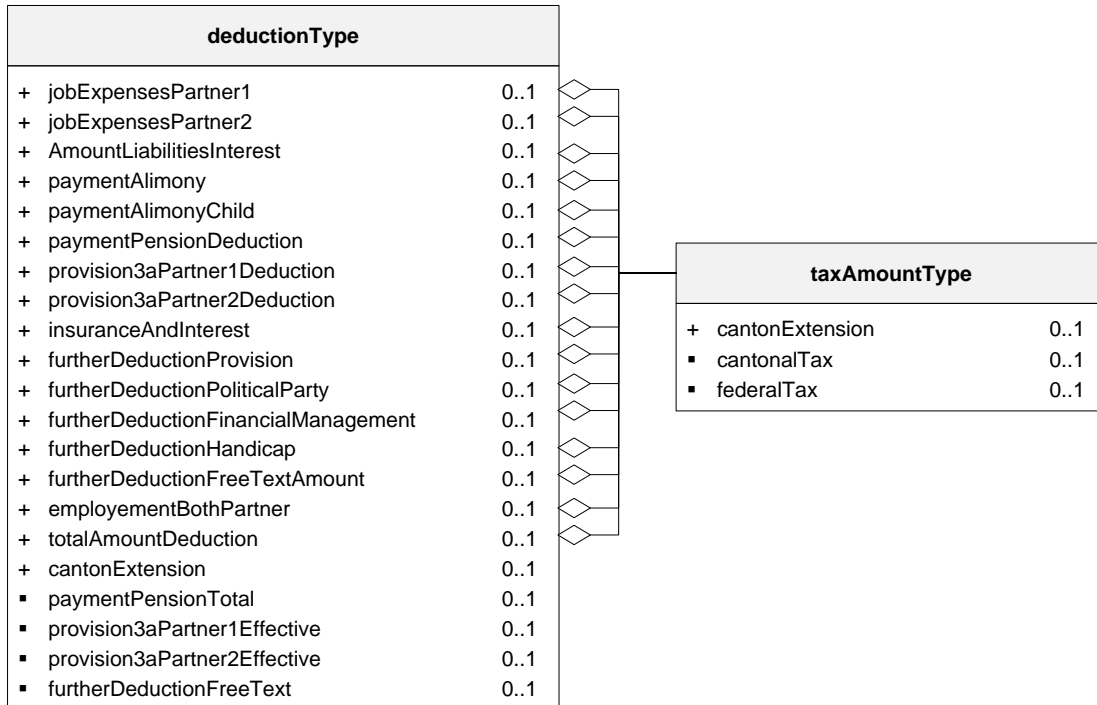 deductionType
+ jobExpensesPartner1 0..1
+ jobExpensesPartner2 0..1
+ AmountLiabilitiesInterest 0..1
+ paymentAlimony 0..1
+ paymentAlimonyChild 0..1
+ paymentPensionDeduction 0..1
+ provision3aPartner1Deduction 0..1
+ provision3aPartner2Deduction 0..1
+ insuranceAndInterest 0..1
+ furtherDeductionProvision 0..1
+ furtherDeductionPoliticalParty 0..1
+ furtherDeductionFinancialManagement 0..1
+ furtherDeductionHandicap 0..1
+ furtherDeductionFreeTextAmount 0..1
+ employementBothPartner 0..1
+ totalAmountDeduction 0..1
+ cantonExtension 0..1
▪ paymentPensionTotal 0..1
▪ provision3aPartner1Effective 0..1
▪ provision3aPartner2Effective 0..1
▪ furtherDeductionFreeText 0..1
taxAmountType
+ cantonExtension 0..1
▪ cantonalTax 0..1
▪ federalTax 0..1